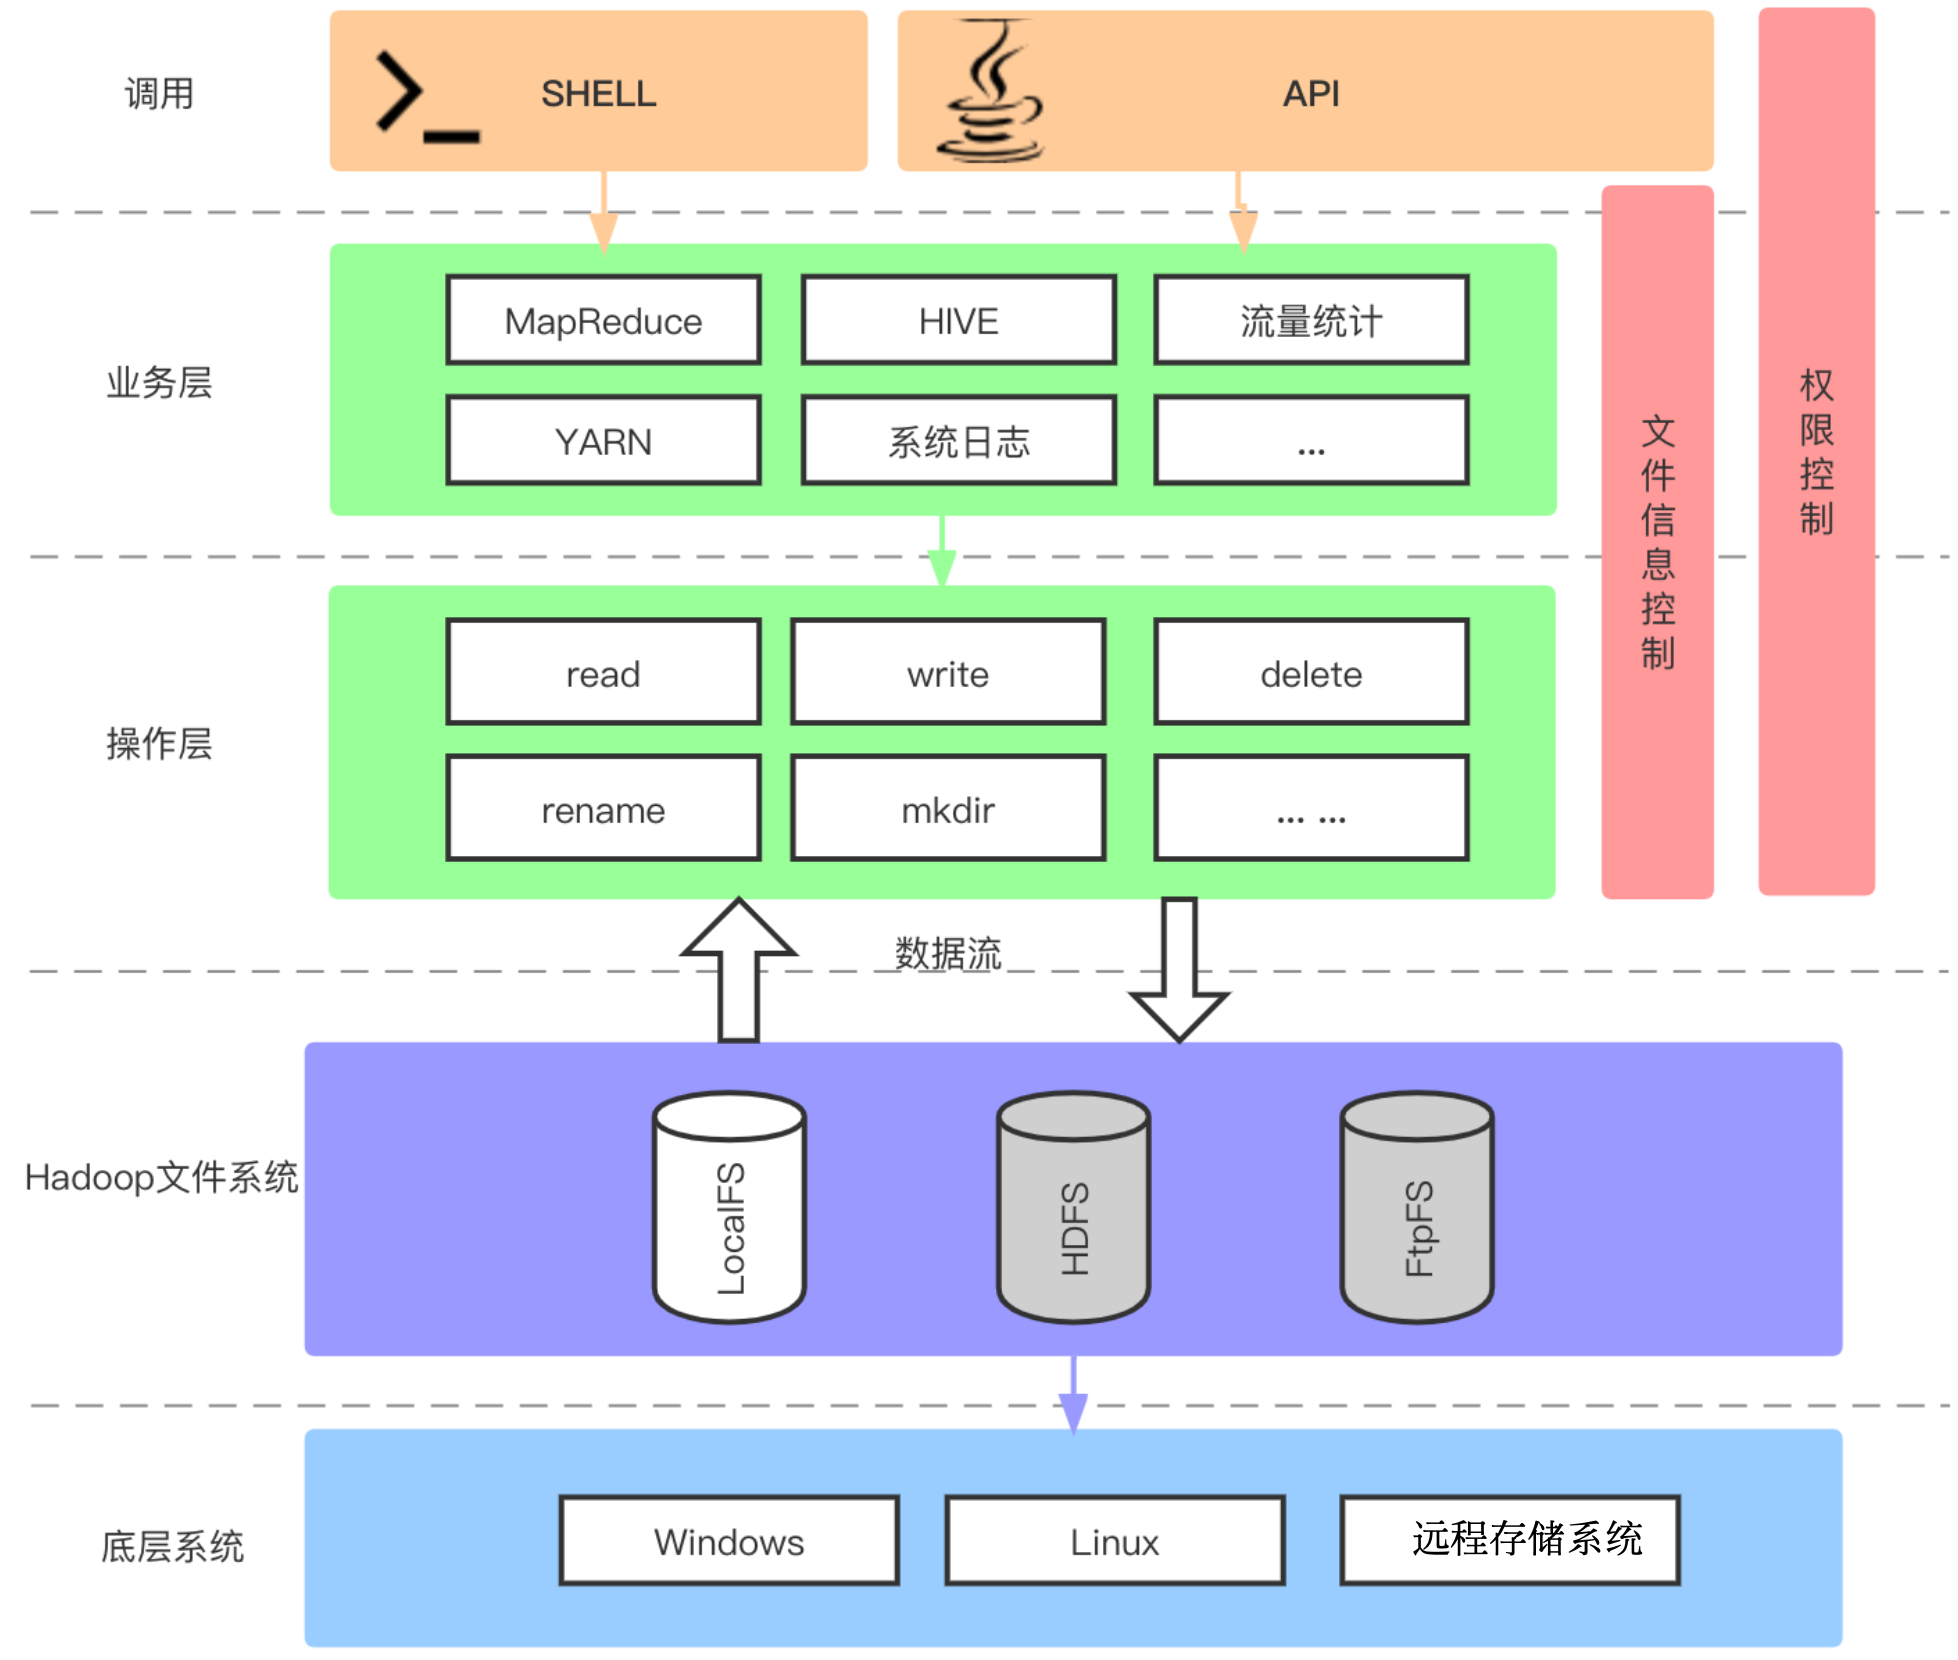 调用
SHELL
API
业务层
MapReduce
HIVE
流量统计
YARN
系统日志
...
文件信息控制
权限控制
操作层
read
write
delete
rename
mkdir
... ...
数据流
Hadoop文件系统
LocalFS
HDFS
FtpFS
底层系统
Windows
Linux
远程存储系统